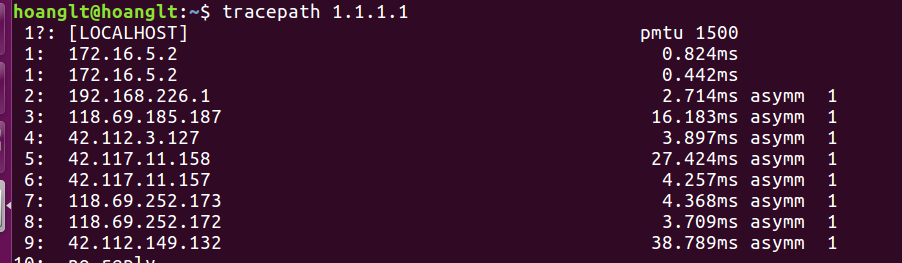 hoanglt@hoanglt:~$ tracepath 1.1.1.1
1?: [LOCALHOST] pmtu 1500
1: 172.16.5.2 0.824ms
1: 172.16.5.2 0.442ms
2: 192.168.226.1 2.714ms asymm 1
3: 118.69.185.187 16.183ms asymm 1
4: 42.112.3.127 3.897ms asymm 1
5: 42.117.11.158 27.424ms asymm 1
6: 42.117.11.157 4.257ms asymm 1
7: 118.69.252.173 4.368ms asymm 1
8: 118.69.252.172 3.709ms asymm 1
9: 42.112.149.132 38.789ms asymm 1
10: no reply